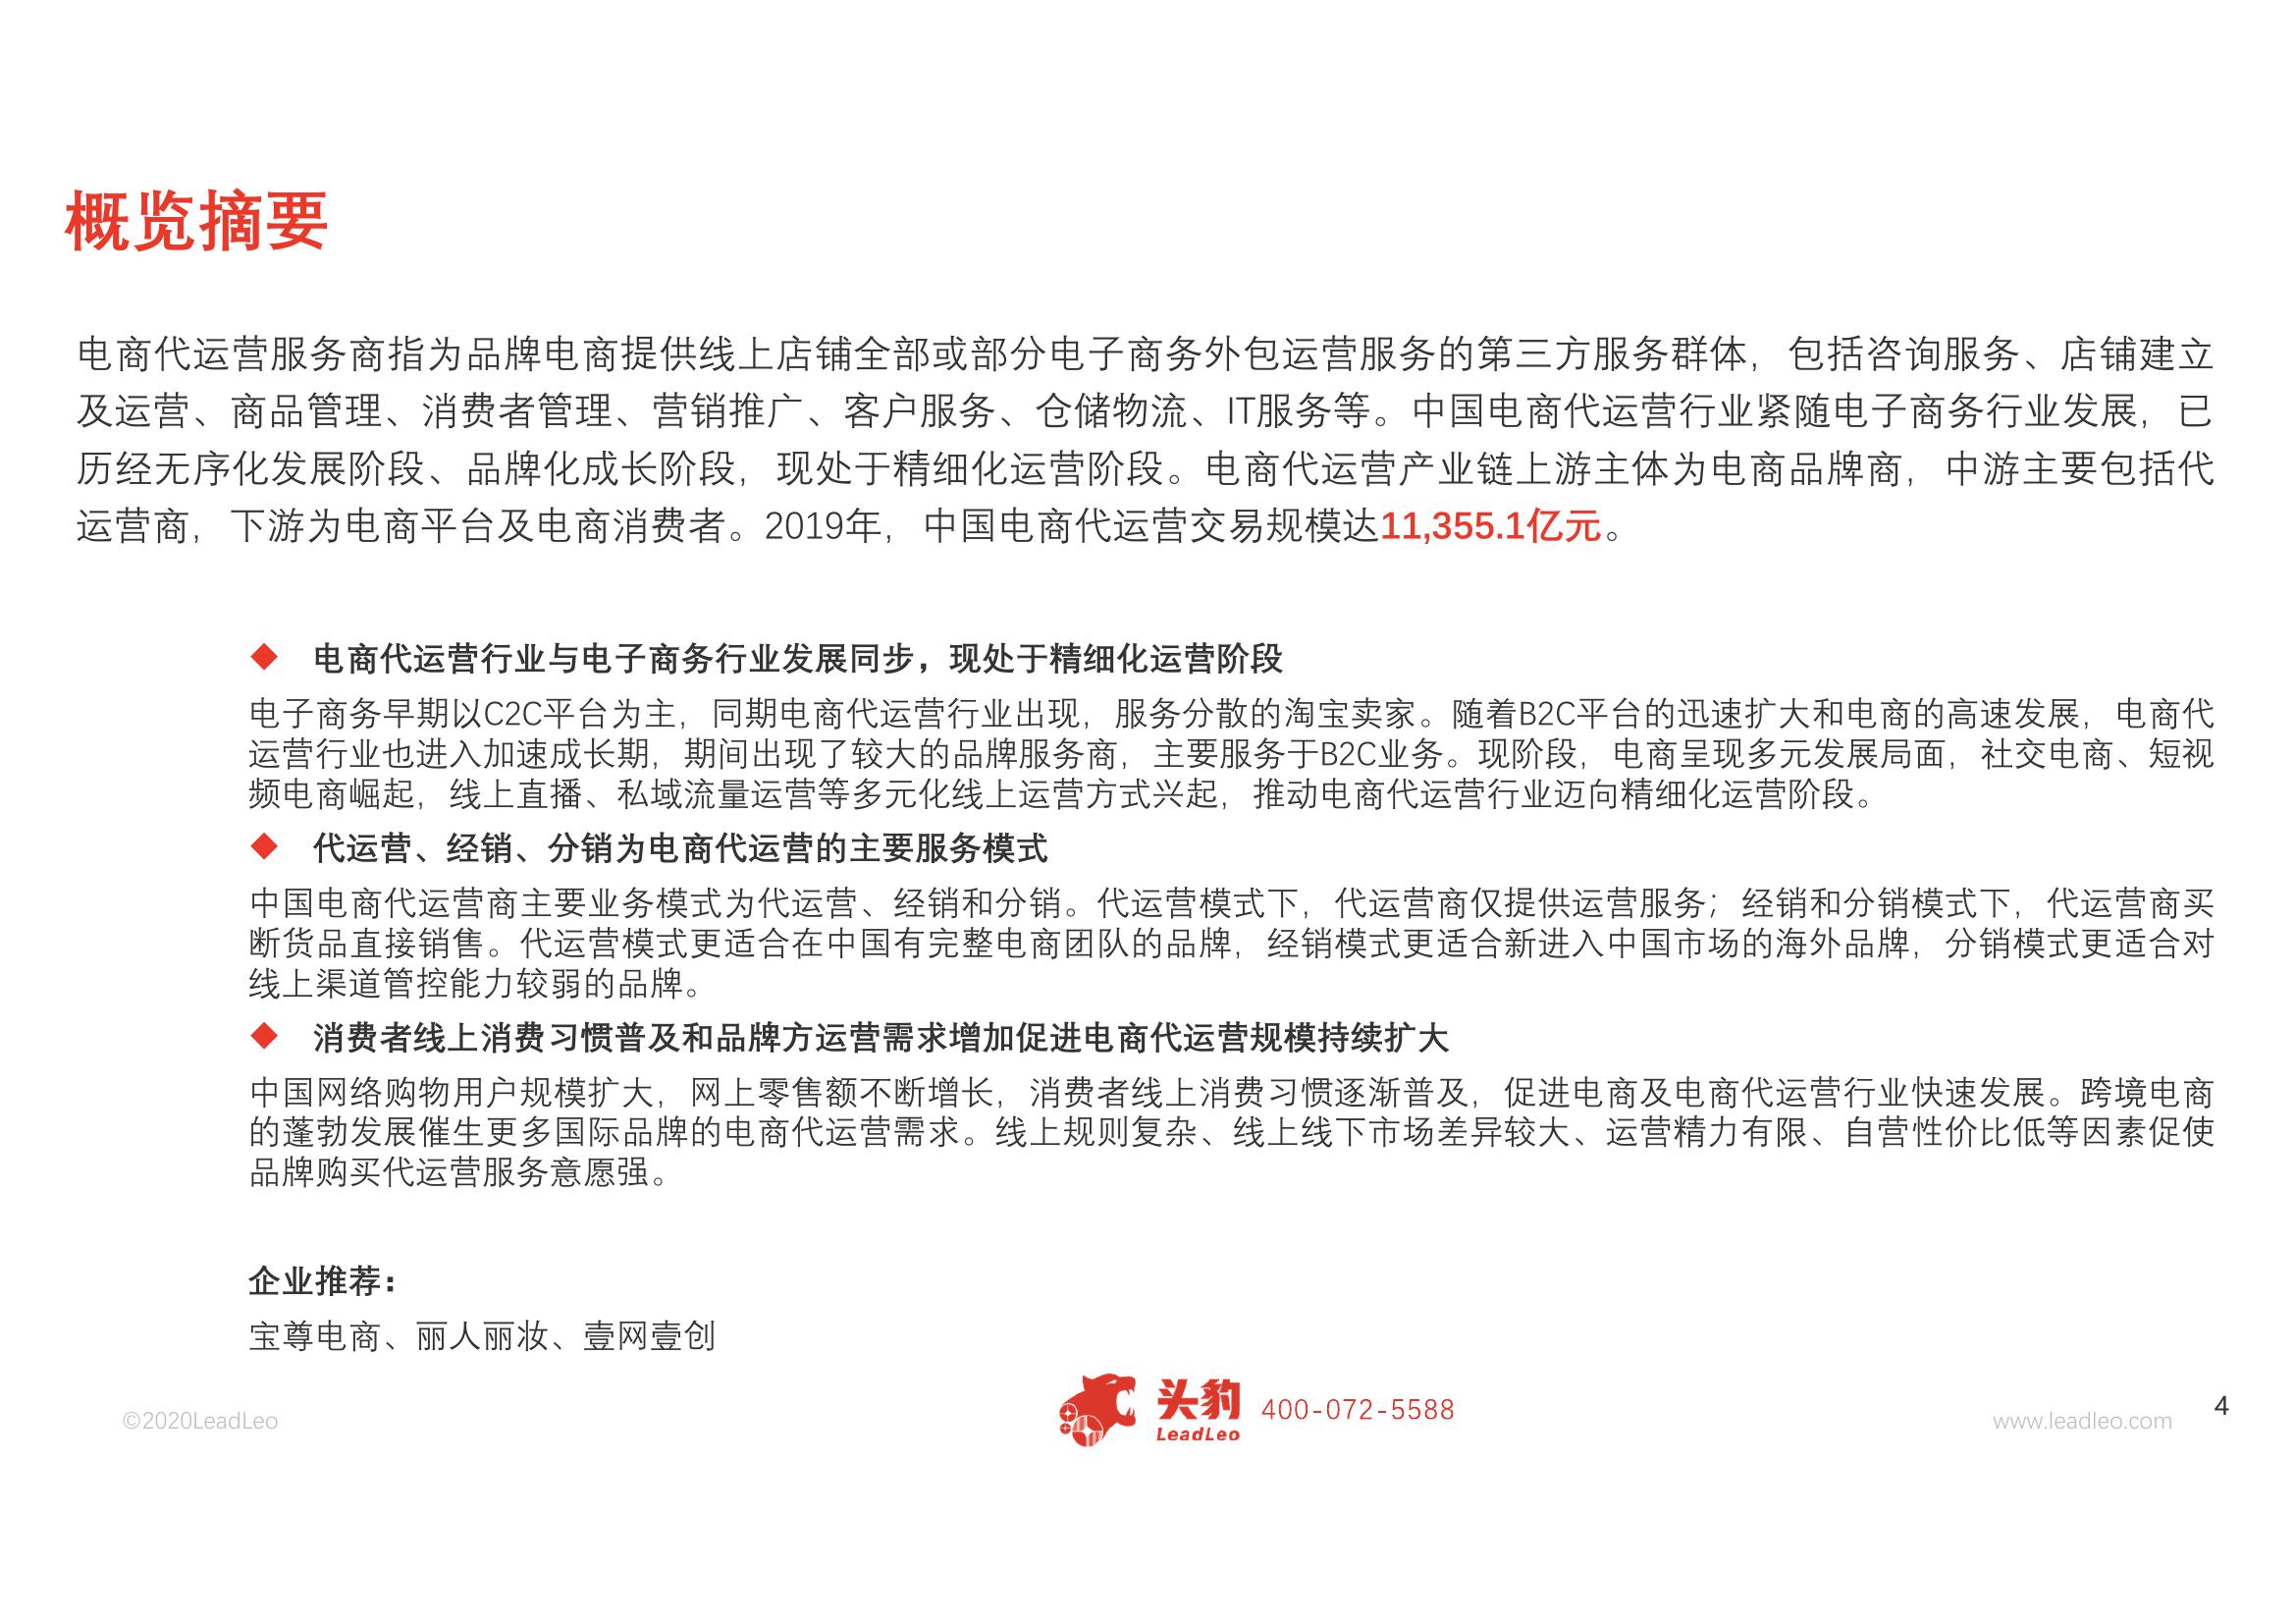 概览摘要
电商代运营服务商指为品牌电商提供线上店铺全部或部分电子商务外包运营服务的第三方服务群体，包括咨询服务、店铺建立
及运营、商品管理、消费者管理、营销推广、客户服务、仓储物流、IT服务等。中国电商代运营行业紧随电子商务行业发展，已
历经无序化发展阶段、品牌化成长阶段，现处于精细化运营阶段。电商代运营产业链上游主体为电商品牌商，中游主要包括代
运营商，下游为电商平台及电商消费者。2019年，中国电商代运营交易规模达11,355.1亿元。
◆ 电商代运营行业与电子商务行业发展同步，现处于精细化运营阶段
电子商务早期以C2C平台为主，同期电商代运营行业出现，服务分散的淘宝卖家。随着B2C平台的迅速扩大和电商的高速发展，电商代
运营行业也进入加速成长期，期间出现了较大的品牌服务商，主要服务于B2C业务。现阶段，电商呈现多元发展局面，社交电商、短视
频电商崛起，线上直播、私域流量运营等多元化线上运营方式兴起，推动电商代运营行业迈向精细化运营阶段。
◆ 代运营、经销、分销为电商代运营的主要服务模式
中国电商代运营商主要业务模式为代运营、经销和分销。代运营模式下，代运营商仅提供运营服务；经销和分销模式下，代运营商买
断货品直接销售。代运营模式更适合在中国有完整电商团队的品牌，经销模式更适合新进入中国市场的海外品牌，分销模式更适合对
线上渠道管控能力较弱的品牌。
◆ 消费者线上消费习惯普及和品牌方运营需求增加促进电商代运营规模持续扩大
中国网络购物用户规模扩大，网上零售额不断增长，消费者线上消费习惯逐渐普及，促进电商及电商代运营行业快速发展。跨境电商
的蓬勃发展催生更多国际品牌的电商代运营需求。线上规则复杂、线上线下市场差异较大、运营精力有限、自营性价比低等因素促使
品牌购买代运营服务意愿强。
企业推荐：
宝尊电商、丽人丽妆、壹网壹创
©2020LeadLeo
头豹
LeadLeo
400-072-5588
www.leadleo.com
4